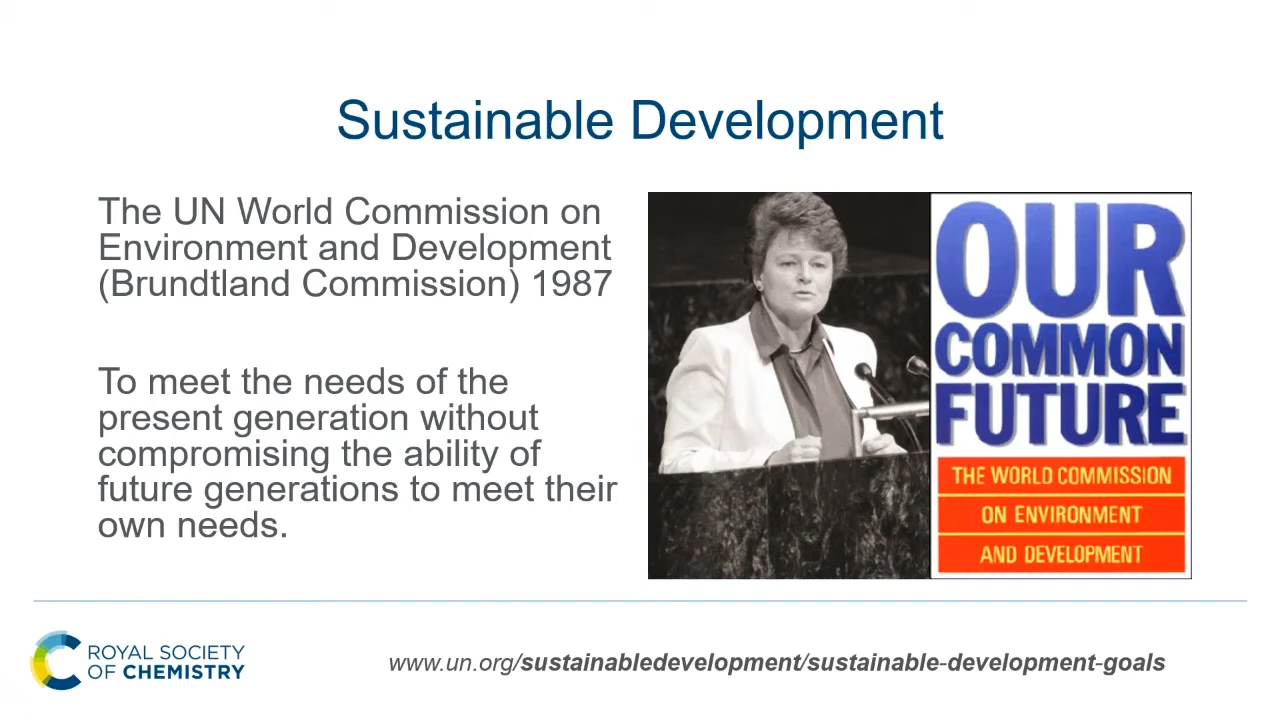 Sustainable Development
The UN World Commission on
Environment and Development
(Brundtland Commission) 1987
To meet the needs of the
present generation without
compromising the ability of
future generations to meet their
own needs.
OUR
COMMON
FUTURE
THE WORLD COMMISSION
ON ENVIRONMENT
AND DEVELOPMENT
ROYAL SOCIETY
OF CHEMISTRY
www.un.org/sustainabledevelopment/sustainable-development-goals